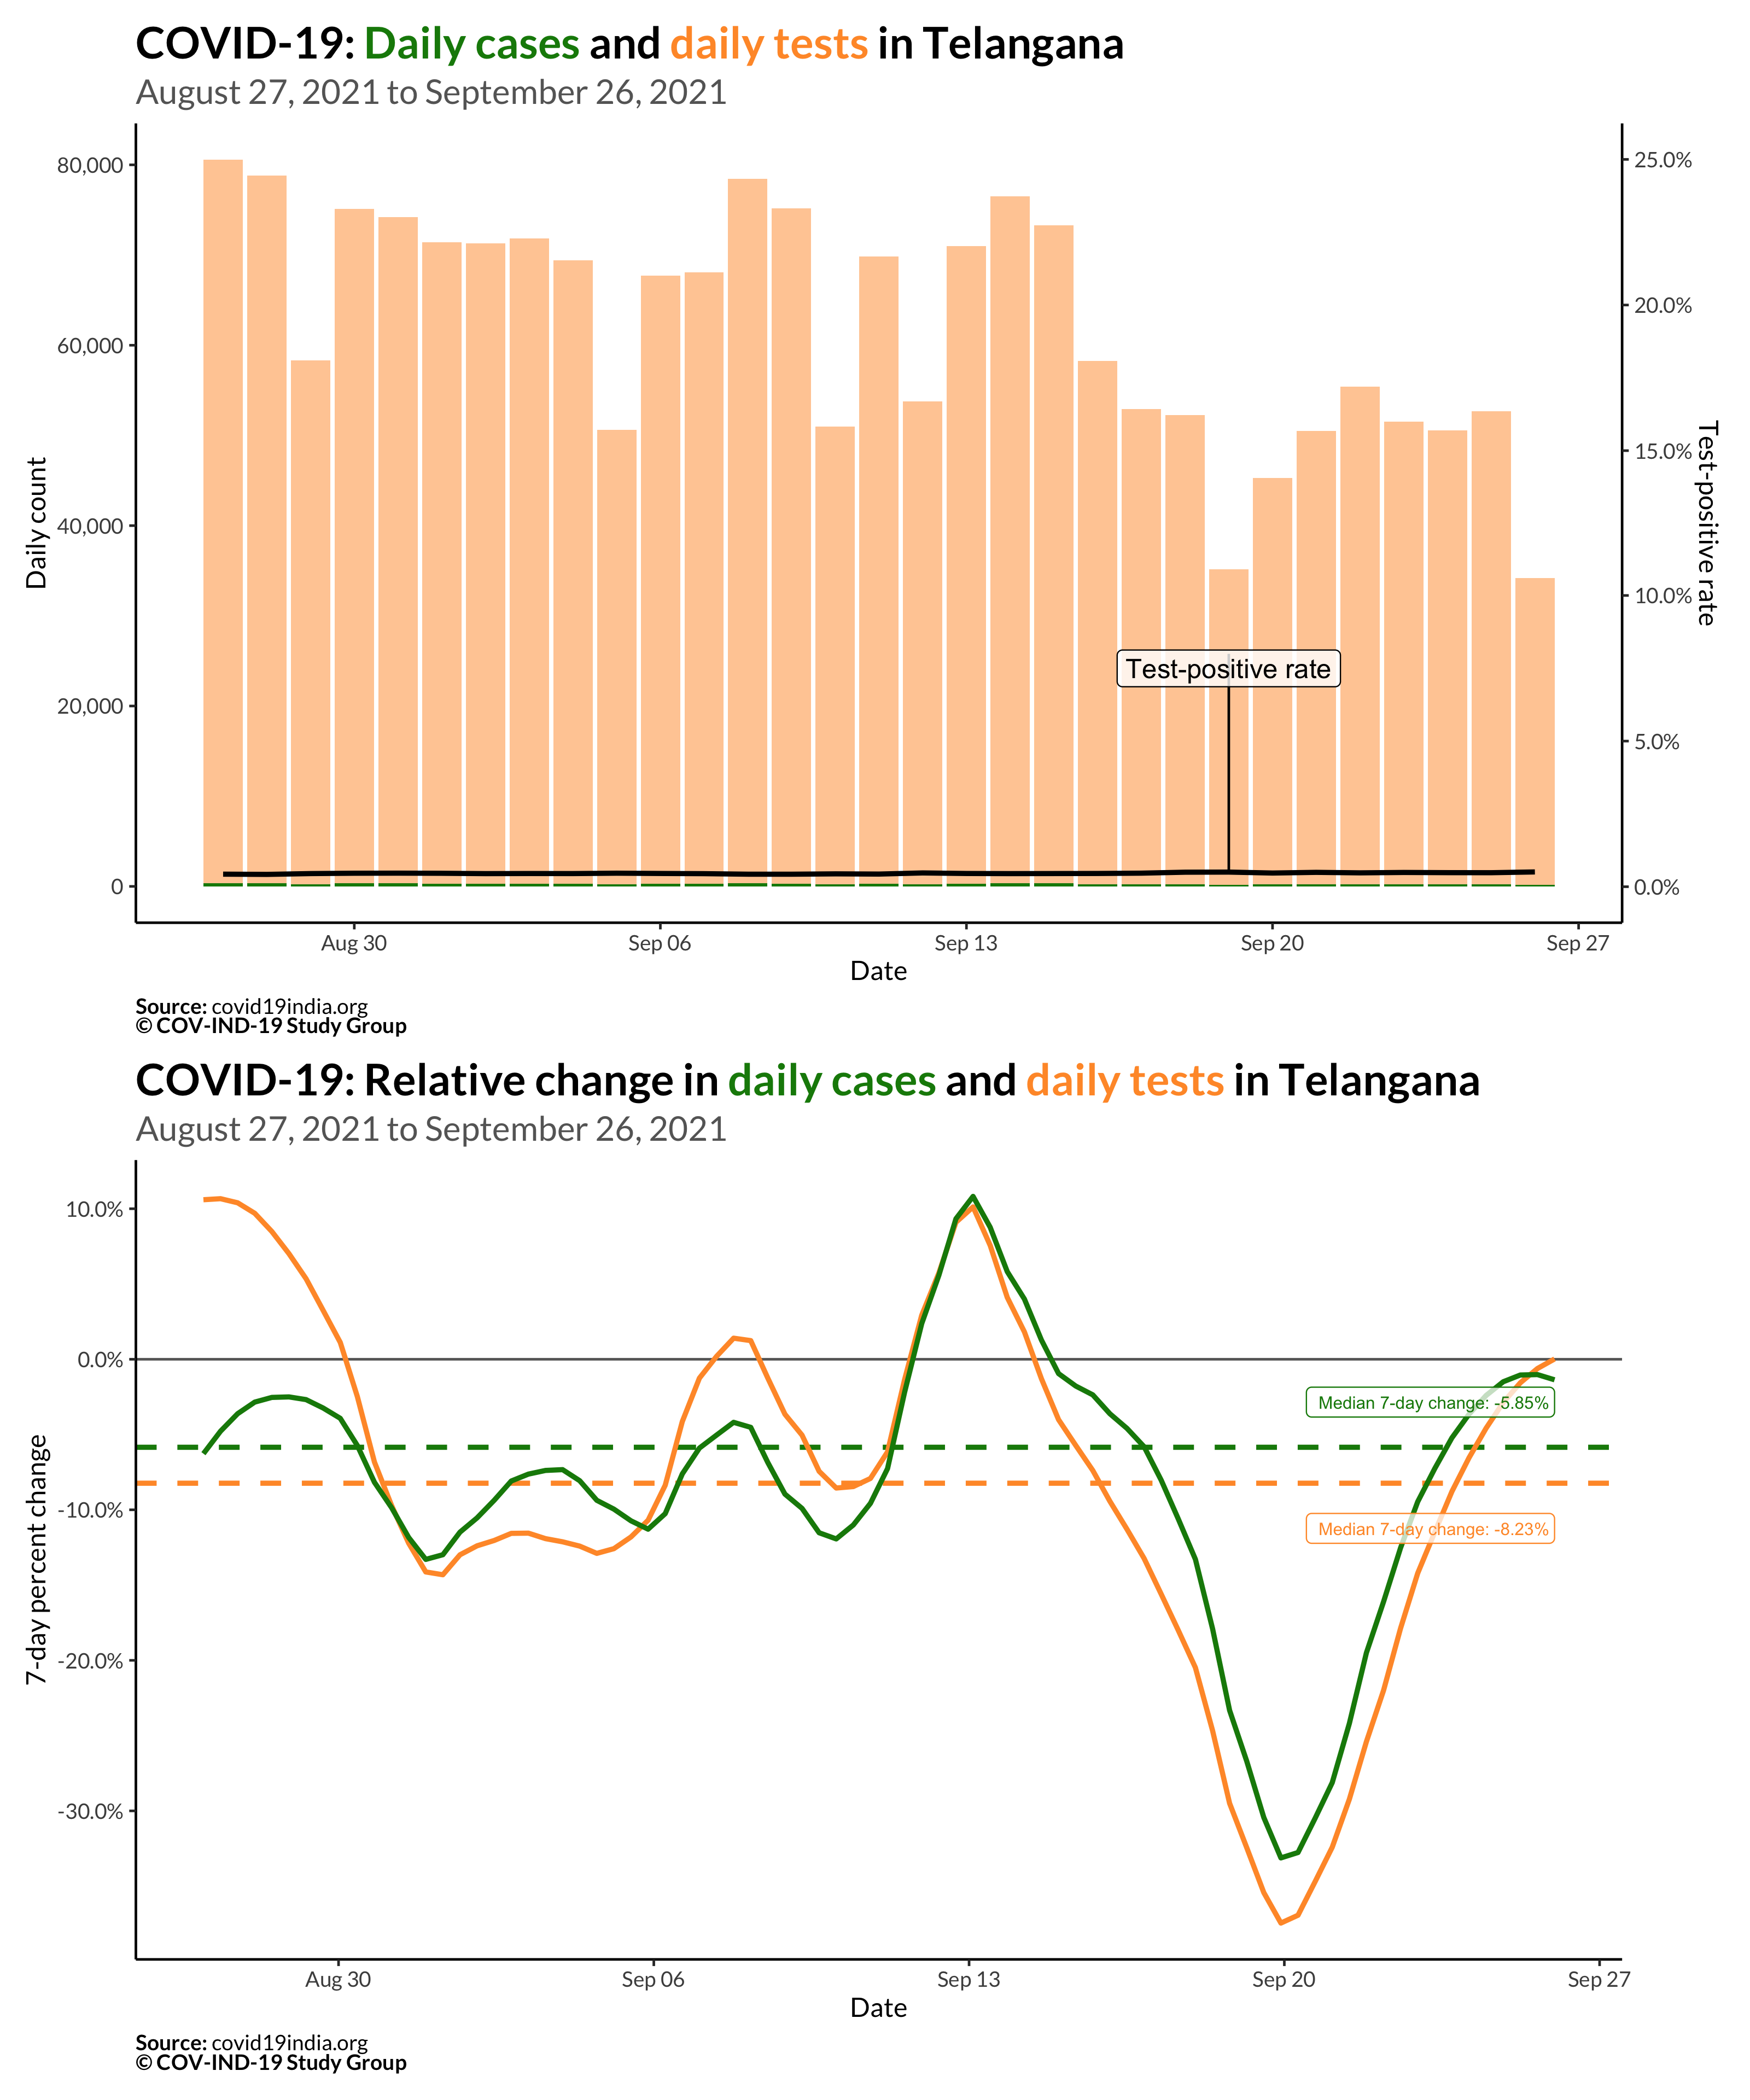 COVID-19: Daily cases and daily tests in Telangana
August 27, 2021 to September 26, 2021
80,000
60,000
40,000
20,000
0
Daily count
25.0%
20.0%
15.0%
10.0%
5.0%
0.0%
Test-positive rate
Test-positive rate
Aug 30
Sep 06
Sep 13
Sep 20
Sep 27
Date
Source: covid19india.org
© COV-IND-19 Study Group
COVID-19: Relative change in daily cases and daily tests in Telangana
August 27, 2021 to September 26, 2021
10.0%
0.0%
-10.0%
-20.0%
-30.0%
7-day percent change
Median 7-day change: -5.85%
Median 7-day change: -8.23%
Aug 30
Sep 06
Sep 13
Sep 20
Sep 27
Date
Source: covid19india.org
© COV-IND-19 Study Group